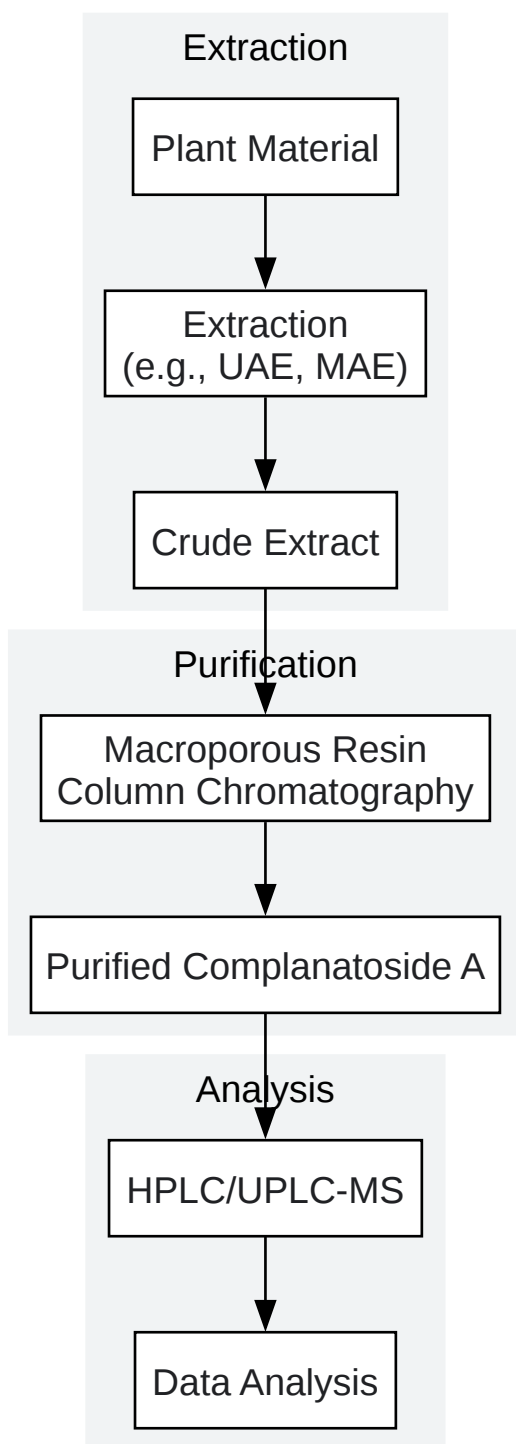 Extraction
Plant Material
Extraction
(e.g., UAE, MAE)
Crude Extract
Purification
Macroporous Resin
Column Chromatography
Purified Complanatoside A
Analysis
HPLC/UPLC-MS
Data Analysis